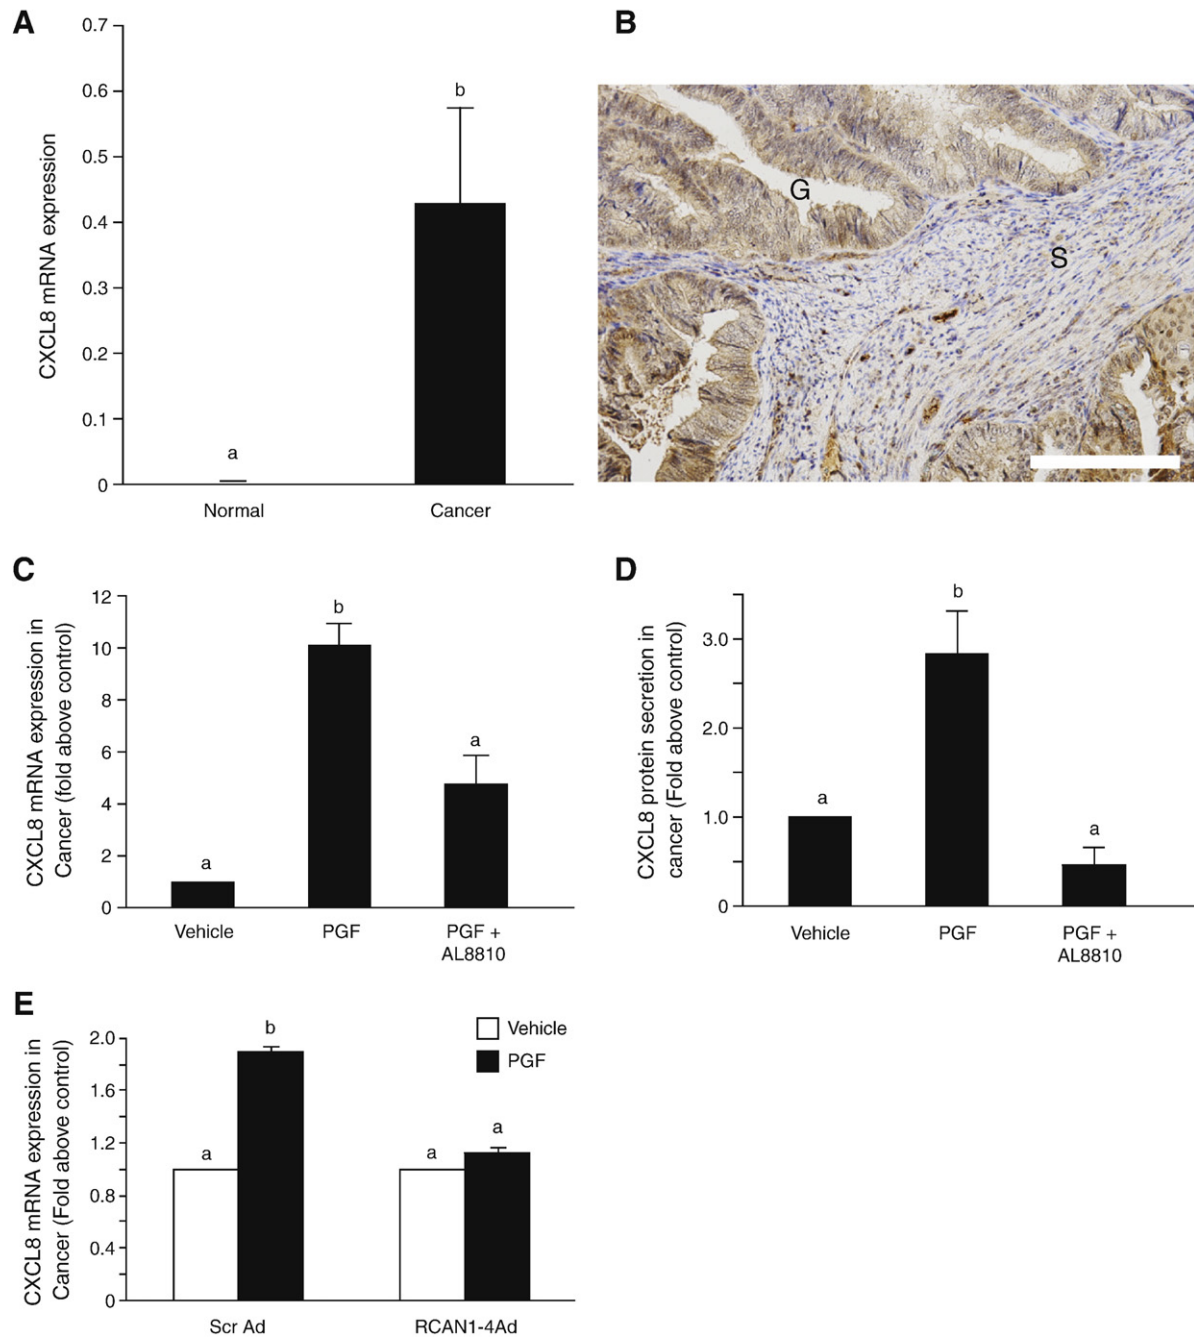 A
CXCL8 mRNA expression
0.7
0.6
0.5
0.4
0.3
0.2
0.1
0
a
b
Normal
Cancer
B
G
S
C
CXCL8 mRNA expression in
Cancer (fold above control)
12
10
8
6
4
2
0
a
b
a
Vehicle
PGF
PGF +
AL8810
D
CXCL8 protein secretion in
cancer (Fold above control)
3.0
2.0
1.0
0
a
b
a
Vehicle
PGF
PGF +
AL8810
E
CXCL8 mRNA expression in
Cancer (Fold above control)
2.0
1.6
1.2
0.8
0.4
0
a
b
a
a
Vehicle
PGF
Scr Ad
RCAN1-4Ad